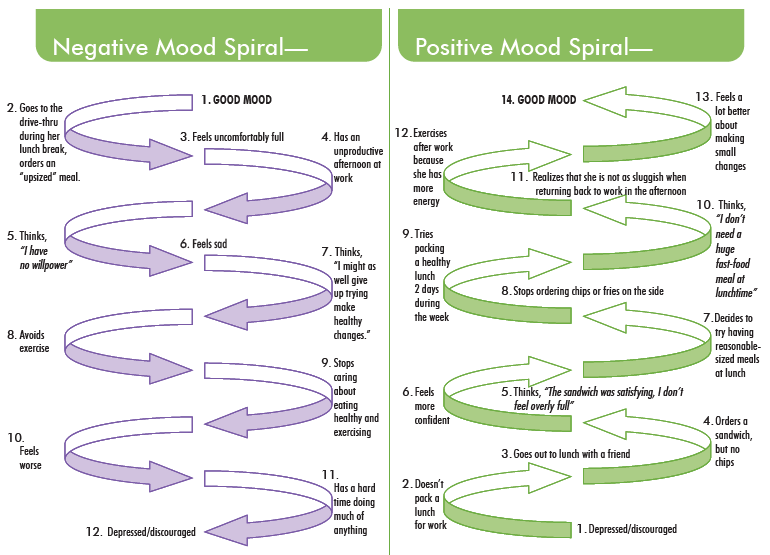 Negative Mood Spiral—
1. GOOD MOOD
2. Goes to the
drive-thru
during her
lunch break,
orders an
“upsized” meal.
3. Feels uncomfortably full
4. Has an
unproductive
afternoon at
work
5. Thinks,
“I have
no willpower”
6. Feels sad
7. Thinks,
“I might as
well give
up trying
make
healthy
changes.”
8. Avoids
exercise
9. Stops
caring
about
eating
healthy and
exercising
10.
Feels
worse
11.
Has a hard
time doing
much of
anything
12. Depressed/discouraged
Positive Mood Spiral—
14. GOOD MOOD
13. Feels a
lot better
about
making
small
changes
12. Exercises
after work
because
she has
more
energy
11. Realizes that she is not as sluggish when
returning back to work in the afternoon
10. Thinks,
“I don’t
need a
huge
fast-food
meal at
lunchtime”
9. Tries
packing
a healthy
lunch
2 days
during
the week
8. Stops ordering chips or fries on the side
7. Decides to
try having
reasonable-
sized meals
at lunch
6. Feels
more
confident
5. Thinks, “The sandwich was satisfying, I don’t
feel overly full”
4. Orders a
sandwich,
but no
chips
3. Goes out to lunch with a friend
2. Doesn’t
pack a
lunch
for work
1. Depressed/discouraged